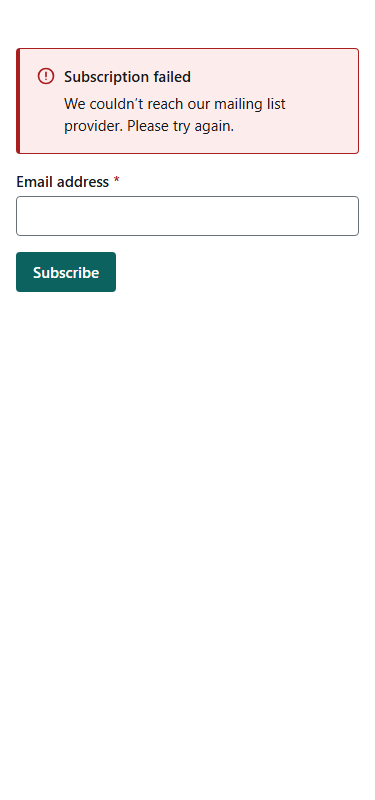 Subscription failed
We couldn’t reach our mailing list
provider. Please try again.
Email address *
Subscribe